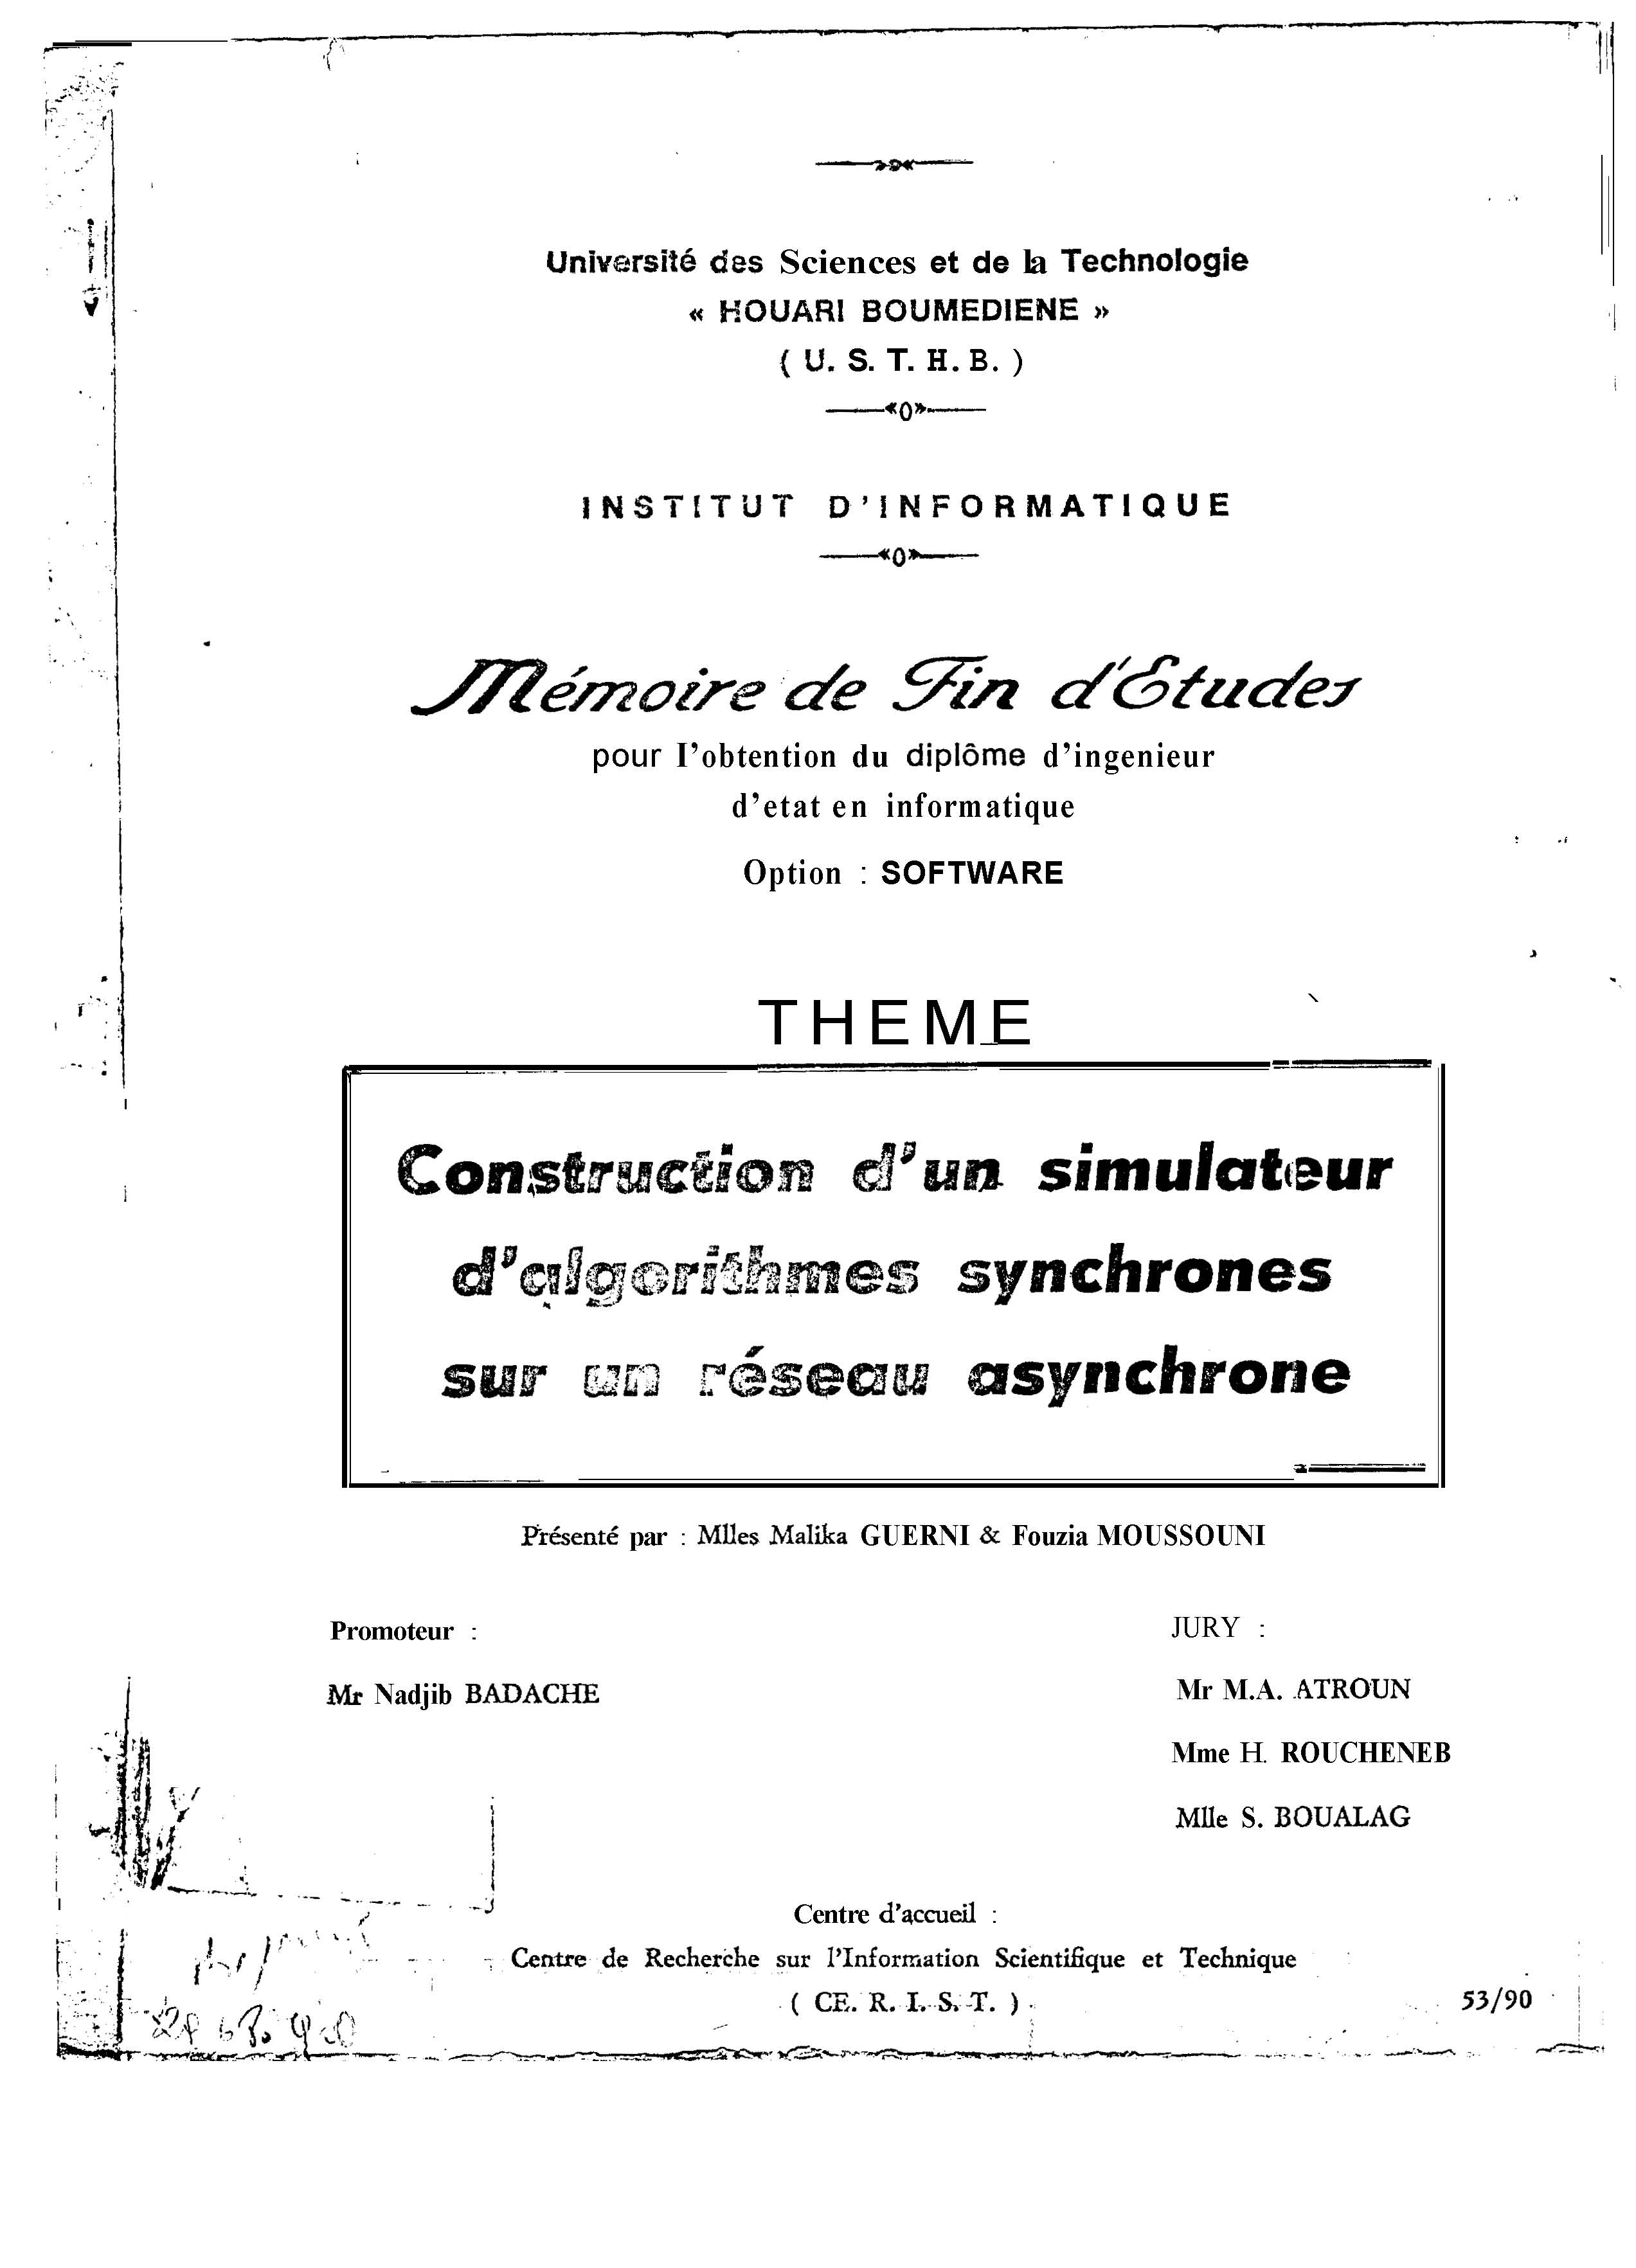 Université des Sciences et de la Technologie
« HOUARI BOUMEDIENE »
( U. S. T. H. B. )
«0»
INSTITUT D'INFORMATIQUE
«0»
Mémoire de Fin d'Etudes
pour l'obtention du diplôme d'ingenieur
d'etat en informatique
Option : SOFTWARE
THEME
Construction d'un simulateur
d'algorithmes synchrones
sur un réseau asynchrone
Présenté par : Mlles Malika GUERNI & Fouzia MOUSSOUNI
Promoteur :
Mr Nadjib BADACHE
JURY :
Mr M.A. ATROUN
Mme H. ROUCHENEB
Mlle S. BOUALAG
Centre d'accueil :
Centre de Recherche sur l'Information Scientifique et Technique
( CE. R. I. S. T. )
53/90